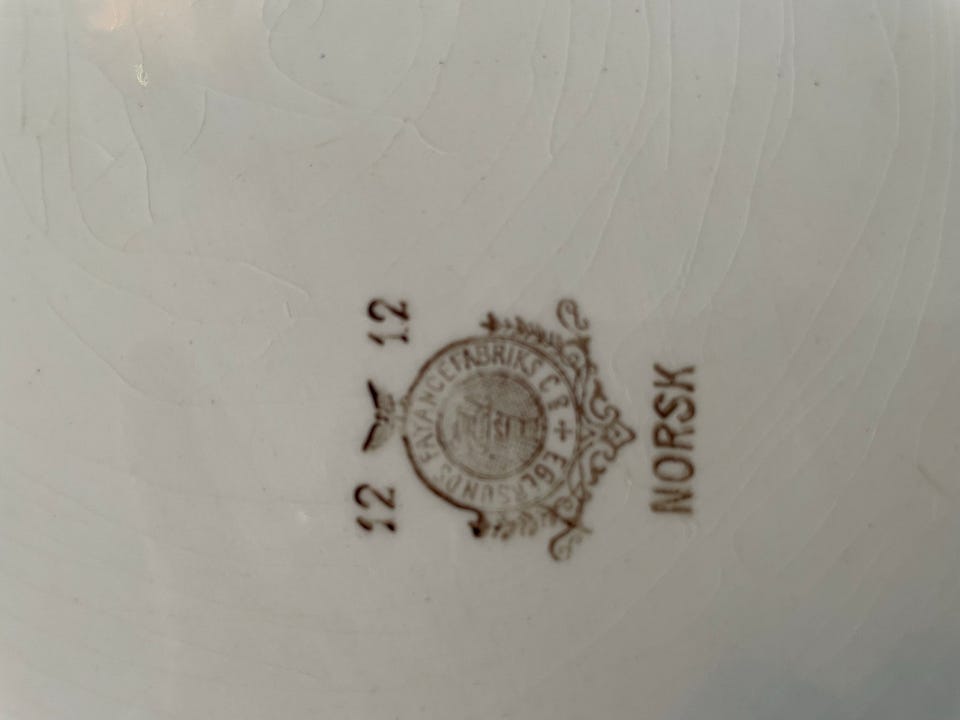 12 12
EGERSUNDS FAYANCEFABRIKS Co +
NORSK